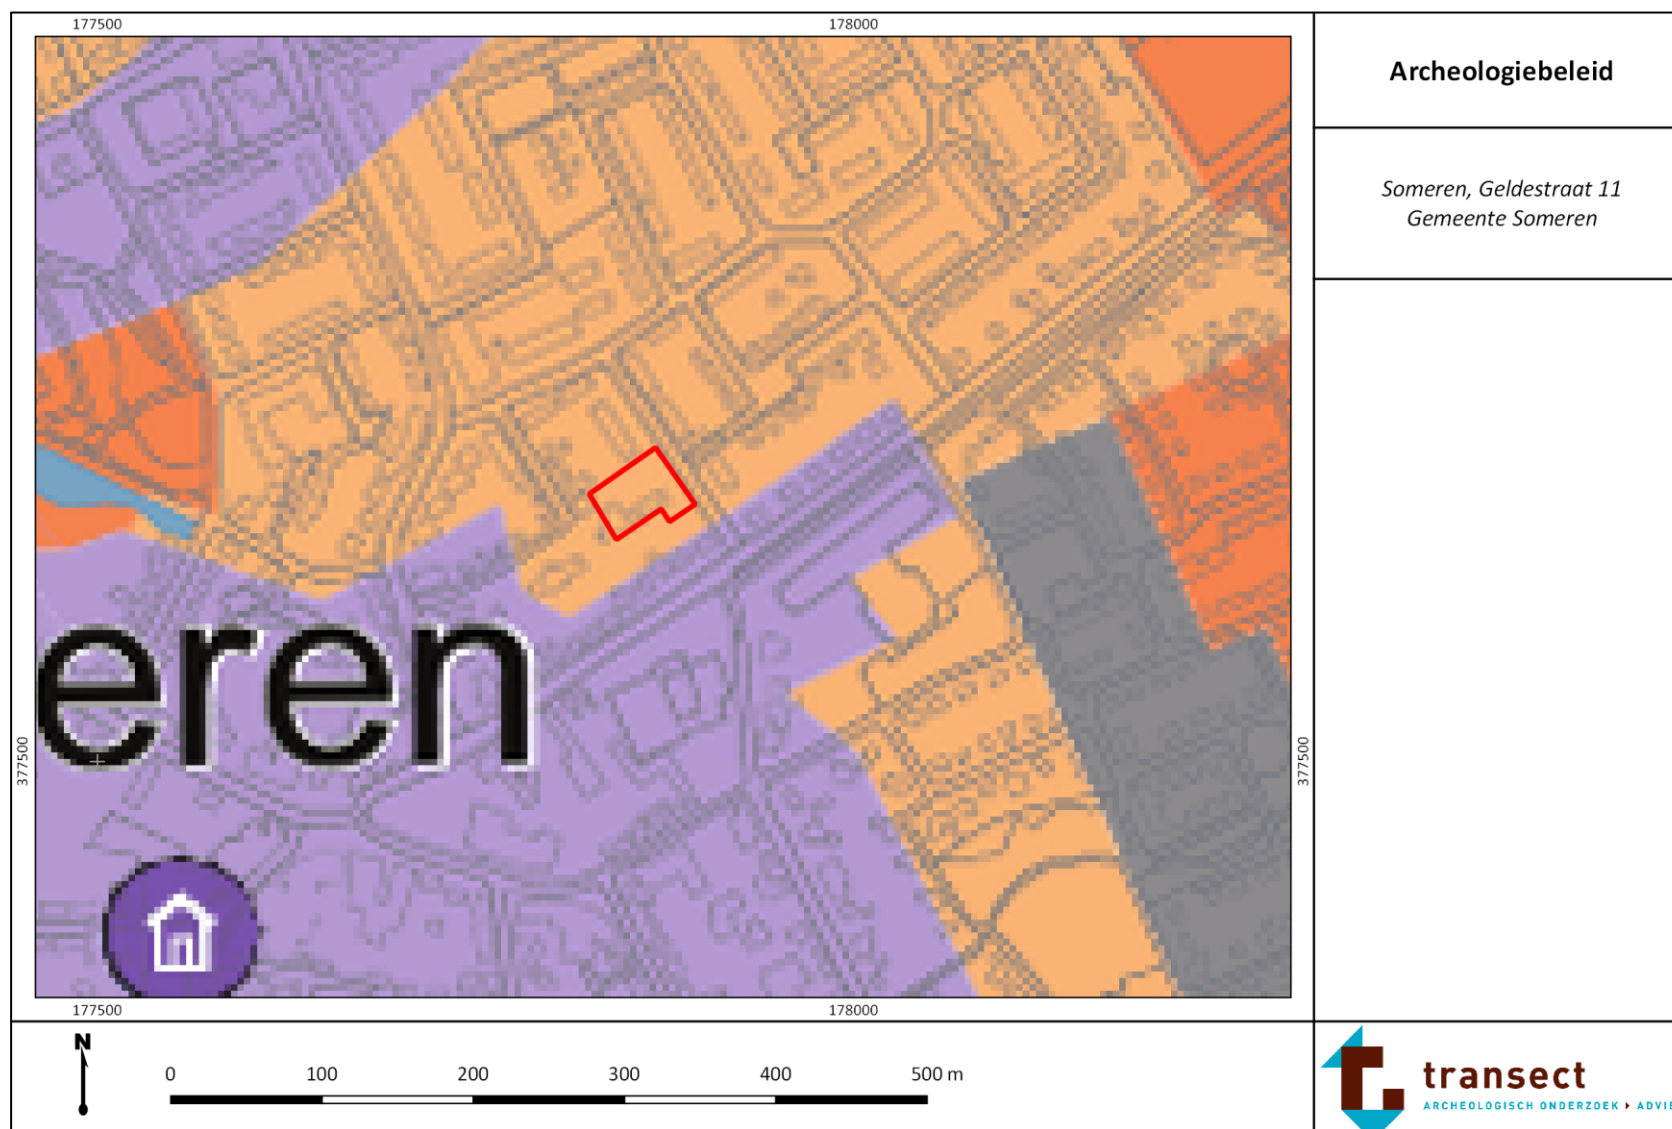 177500 178000
Archeologiebeleid
Someren, Geldestraat 11
Gemeente Someren
eren
377500 377500
177500 178000
N
0 100 200 300 400 500 m
transect
ARCHEOLOGISCH ONDERZOEK ADVIE